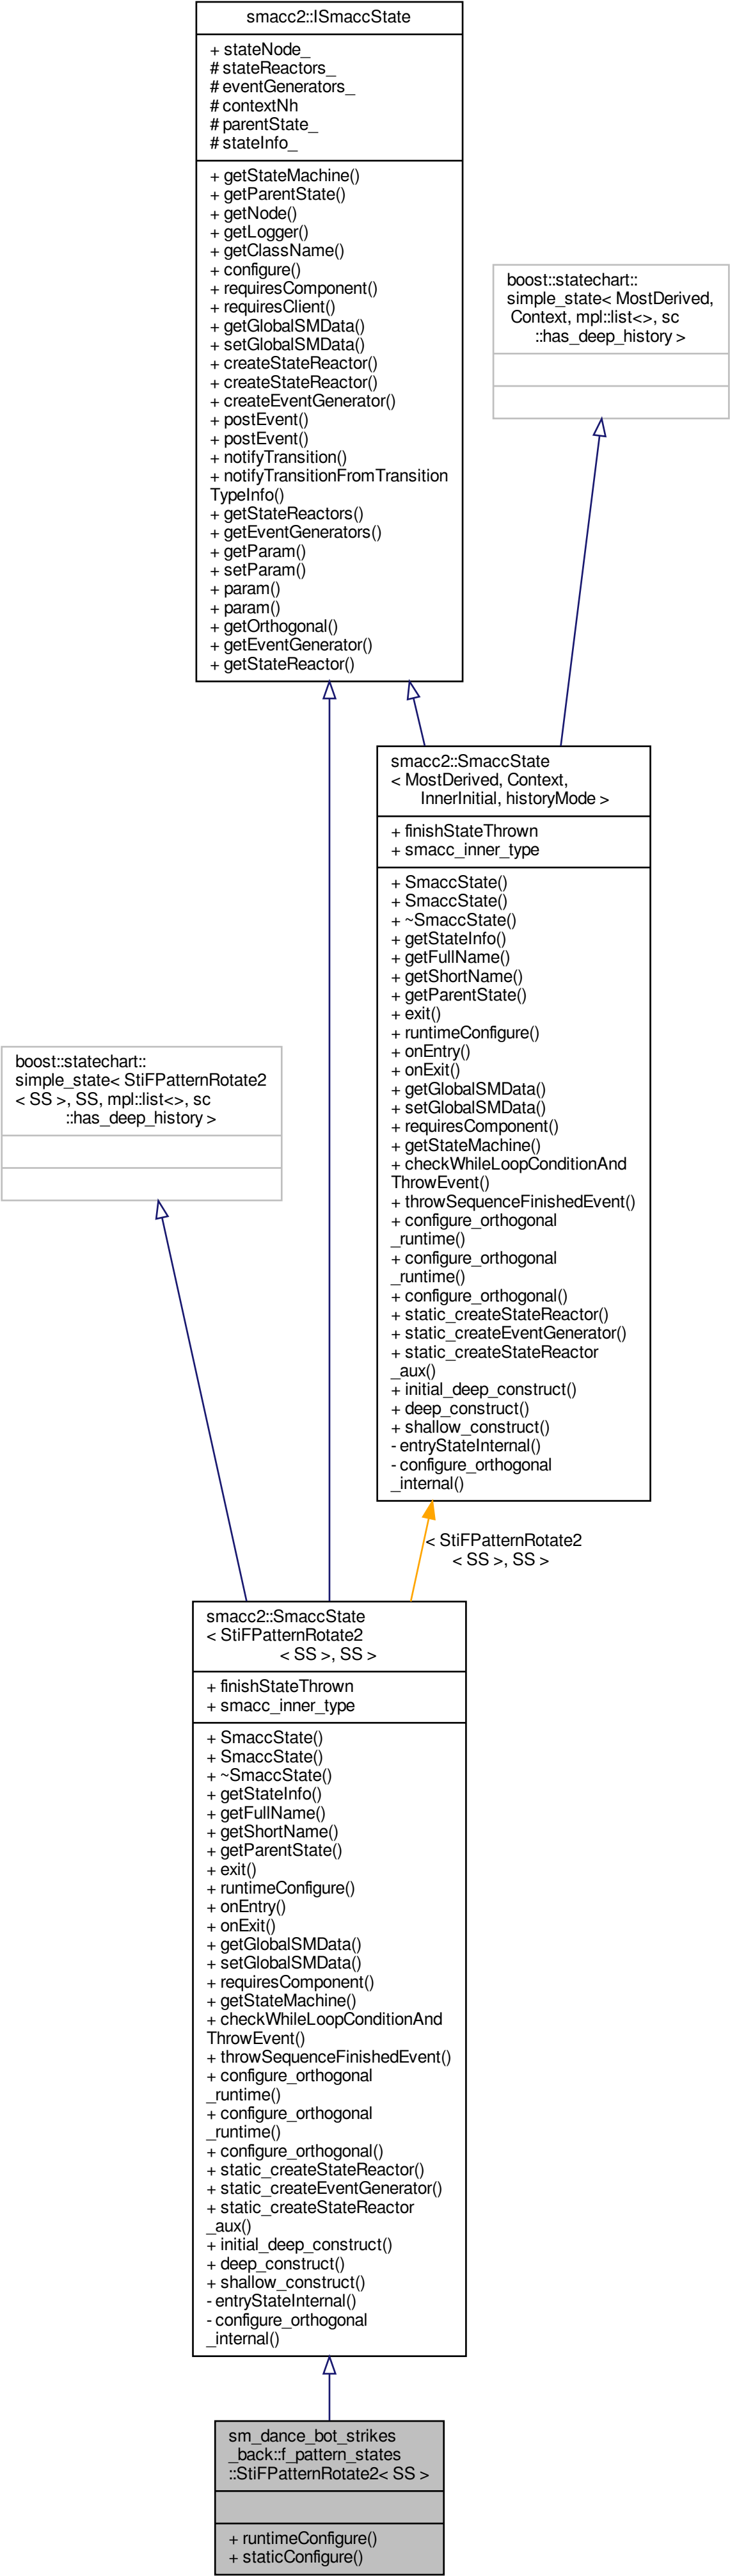 smacc2::ISmaccState
+ stateNode_
# stateReactors_
# eventGenerators_
# contextNh
# parentState_
# stateInfo_
+ getStateMachine()
+ getParentState()
+ getNode()
+ getLogger()
+ getClassName()
+ configure()
+ requiresComponent()
+ requiresClient()
+ getGlobalSMData()
+ setGlobalSMData()
+ createStateReactor()
+ createStateReactor()
+ createEventGenerator()
+ postEvent()
+ postEvent()
+ notifyTransition()
+ notifyTransitionFromTransition
TypeInfo()
+ getStateReactors()
+ getEventGenerators()
+ getParam()
+ setParam()
+ param()
+ param()
+ getOrthogonal()
+ getEventGenerator()
+ getStateReactor()
boost::statechart::
simple_state< MostDerived,
Context, mpl::list<>, sc
::has_deep_history >
smacc2::SmaccState
< MostDerived, Context,
InnerInitial, historyMode >
+ finishStateThrown
+ smacc_inner_type
+ SmaccState()
+ SmaccState()
+ ~SmaccState()
+ getStateInfo()
+ getFullName()
+ getShortName()
+ getParentState()
+ exit()
+ runtimeConfigure()
+ onEntry()
+ onExit()
+ getGlobalSMData()
+ setGlobalSMData()
+ requiresComponent()
+ getStateMachine()
+ checkWhileLoopConditionAnd
ThrowEvent()
+ throwSequenceFinishedEvent()
+ configure_orthogonal
_runtime()
+ configure_orthogonal
_runtime()
+ configure_orthogonal()
+ static_createStateReactor()
+ static_createEventGenerator()
+ static_createStateReactor
_aux()
+ initial_deep_construct()
+ deep_construct()
+ shallow_construct()
- entryStateInternal()
- configure_orthogonal
_internal()
boost::statechart::
simple_state< StiFPatternRotate2
< SS >, SS, mpl::list<>, sc
::has_deep_history >
< StiFPatternRotate2
< SS >, SS >
smacc2::SmaccState
< StiFPatternRotate2
< SS >, SS >
+ finishStateThrown
+ smacc_inner_type
+ SmaccState()
+ SmaccState()
+ ~SmaccState()
+ getStateInfo()
+ getFullName()
+ getShortName()
+ getParentState()
+ exit()
+ runtimeConfigure()
+ onEntry()
+ onExit()
+ getGlobalSMData()
+ setGlobalSMData()
+ requiresComponent()
+ getStateMachine()
+ checkWhileLoopConditionAnd
ThrowEvent()
+ throwSequenceFinishedEvent()
+ configure_orthogonal
_runtime()
+ configure_orthogonal
_runtime()
+ configure_orthogonal()
+ static_createStateReactor()
+ static_createEventGenerator()
+ static_createStateReactor
_aux()
+ initial_deep_construct()
+ deep_construct()
+ shallow_construct()
- entryStateInternal()
- configure_orthogonal
_internal()
sm_dance_bot_strikes
_back::f_pattern_states
::StiFPatternRotate2< SS >
+ runtimeConfigure()
+ staticConfigure()